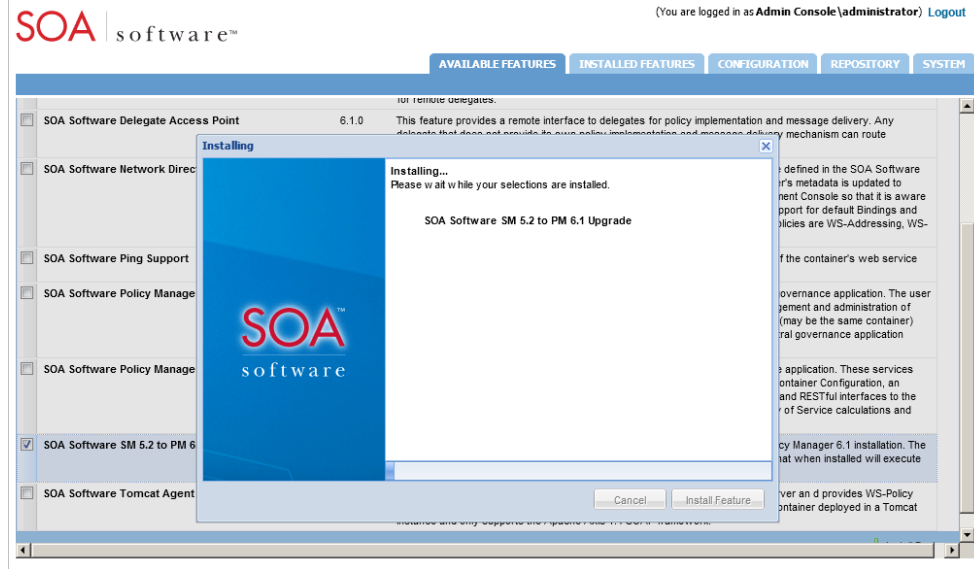 (You are logged in as Admin Console\administrator) Logout
SOA software™
AVAILABLE FEATURES INSTALLED FEATURES CONFIGURATION REPOSITORY SYSTEM
for remote delegates.
SOA Software Delegate Access Point 6.1.0 This feature provides a remote interface to delegates for policy implementation and message delivery. Any
delegate that does not provide its own policy implementation and message delivery mechanism can route
Installing
SOA Software Network Direc
defined in the SOA Software
er's metadata is updated to
ment Console so that it is aware
pport for default Bindings and
olicies are WS-Addressing, WS-
SOA Software Ping Support
f the container's web service
SOA Software Policy Manage
overnance application. The user
gement and administration of
(may be the same container)
ral governance application
SOA Software Policy Manage
application. These services
ontainer Configuration, an
and RESTful interfaces to the
of Service calculations and
SOA Software SM 5.2 to PM 6
cy Manager 6.1 installation. The
hat when installed will execute
SOA Software Tomcat Agent
rver an d provides WS-Policy
ontainer deployed in a Tomcat
Installing...
Please wait while your selections are installed.
SOA Software SM 5.2 to PM 6.1 Upgrade
SOA™
software
Cancel Install Feature